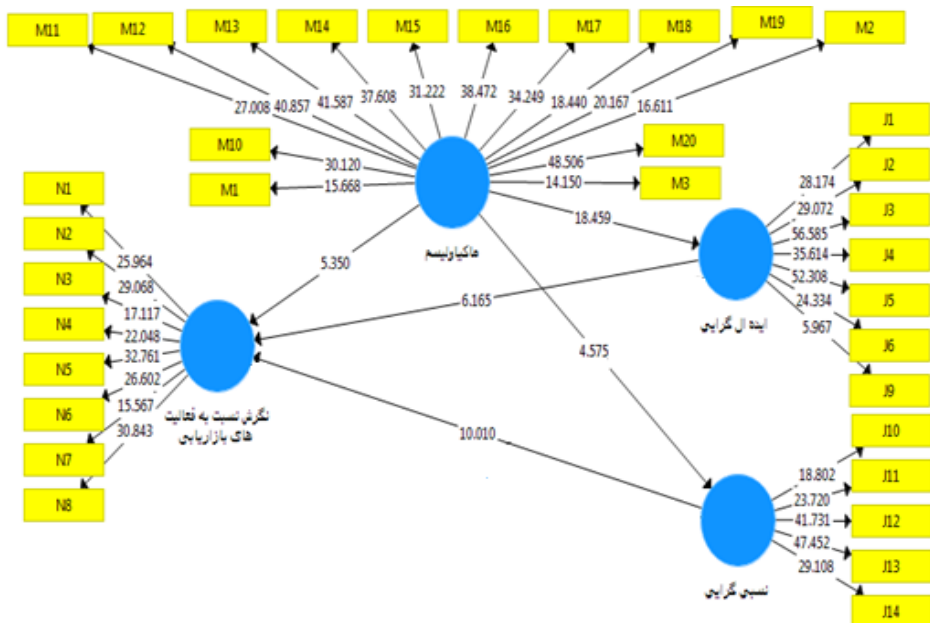 M11
M12
M13
M14
M15
M16
M17
M18
M19
M2
27.008
40.857
41.587
37.608
31.222
38.472
34.249
18.440
20.167
16.611
M10
M1
30.120
15.668
M20
M3
48.506
14.150
ماکیاولیسم
18.459
5.350
6.165
4.575
10.010
J1
J2
J3
J4
J5
J6
J9
28.174
29.072
56.585
35.614
52.308
24.334
5.967
ایده ال گرایی
N1
N2
N3
N4
N5
N6
N7
N8
25.964
29.068
17.117
22.048
32.761
26.602
15.567
30.843
نگرش نسبت به فعالیت
های بازاریابی
J10
J11
J12
J13
J14
18.802
23.720
41.731
47.452
29.108
نسبی گرایی